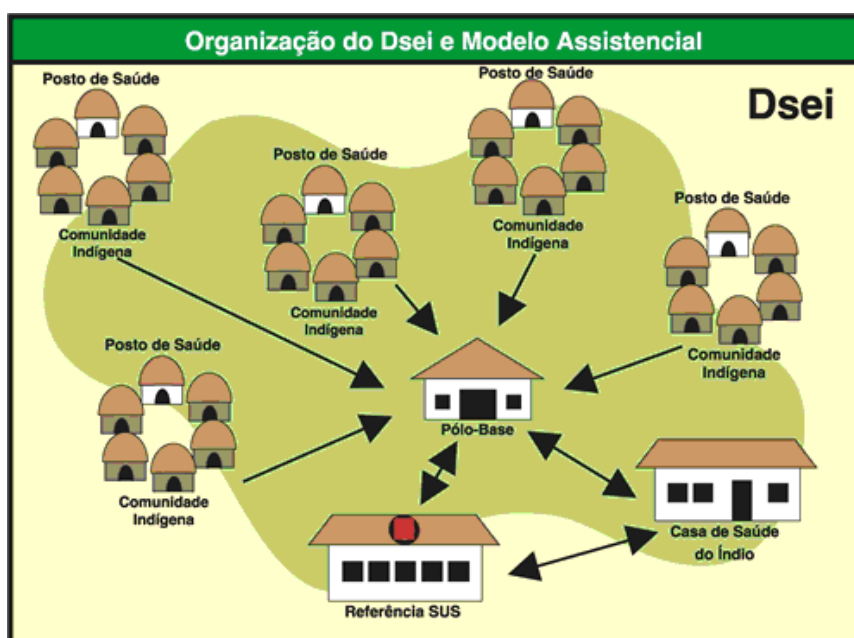 Organização do Dsei e Modelo Assistencial
Dsei
Posto de Saúde
Comunidade
Indígena
Posto de Saúde
Comunidade
Indígena
Posto de Saúde
Comunidade
Indígena
Posto de Saúde
Comunidade
Indígena
Posto de Saúde
Comunidade
Indígena
Pólo-Base
Casa de Saúde
do Índio
Referência SUS